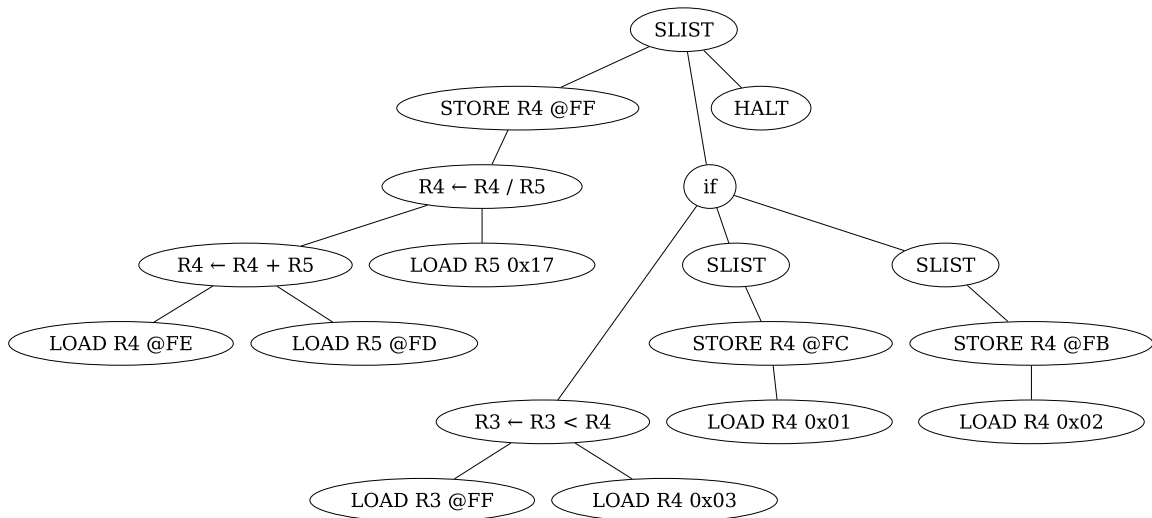 SLIST
STORE R4 @FF
HALT
R4 ← R4 / R5
if
R4 ← R4 + R5
LOAD R5 0x17
SLIST
SLIST
LOAD R4 @FE
LOAD R5 @FD
STORE R4 @FC
STORE R4 @FB
R3 ← R3 < R4
LOAD R4 0x01
LOAD R4 0x02
LOAD R3 @FF
LOAD R4 0x03